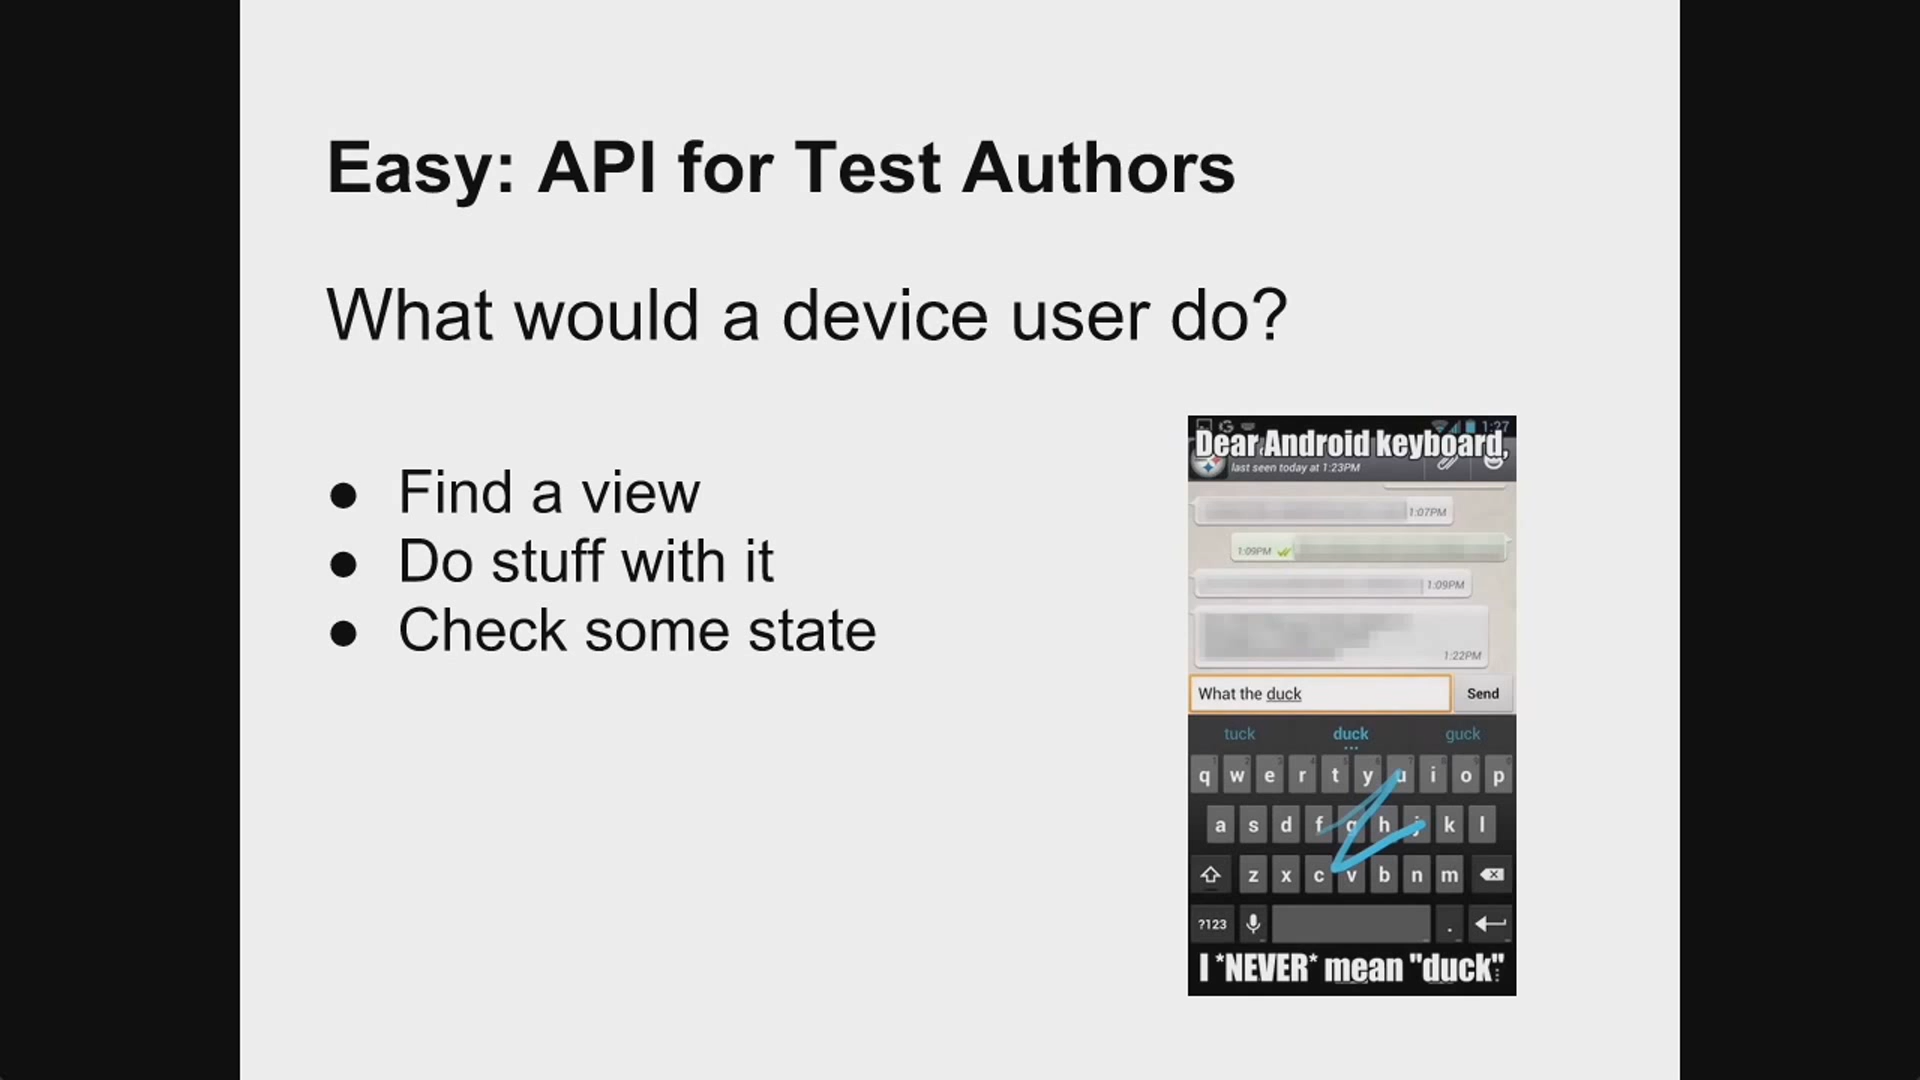 Easy: API for Test Authors
What would a device user do?
● Find a view
● Do stuff with it
● Check some state
1:27
Dear Android keyboard,
last seen today at 1:23PM
1:07PM
1:09PM
1:09PM
1:22PM
What the duck
Send
tuck duck guck
q w e r t y u i o p
a s d f g h j k l
z x c v b n m
?123 .
I *NEVER* mean "duck"